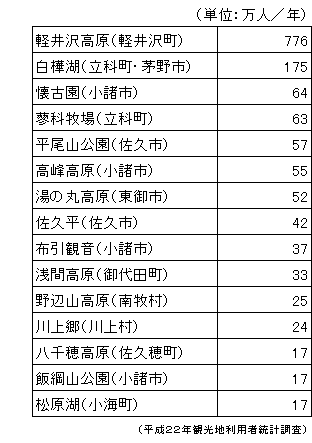 （単位：万人／年）
軽井沢高原（軽井沢町） 776
白樺湖（立科町・茅野市） 175
懐古園（小諸市） 64
蓼科牧場（立科町） 63
平尾山公園（佐久市） 57
高峰高原（小諸市） 55
湯の丸高原（東御市） 52
佐久平（佐久市） 42
布引観音（小諸市） 37
浅間高原（御代田町） 33
野辺山高原（南牧村） 25
川上郷（川上村） 24
八千穂高原（佐久穂町） 17
飯綱山公園（小諸市） 17
松原湖（小海町） 17
（平成22年観光地利用者統計調査）